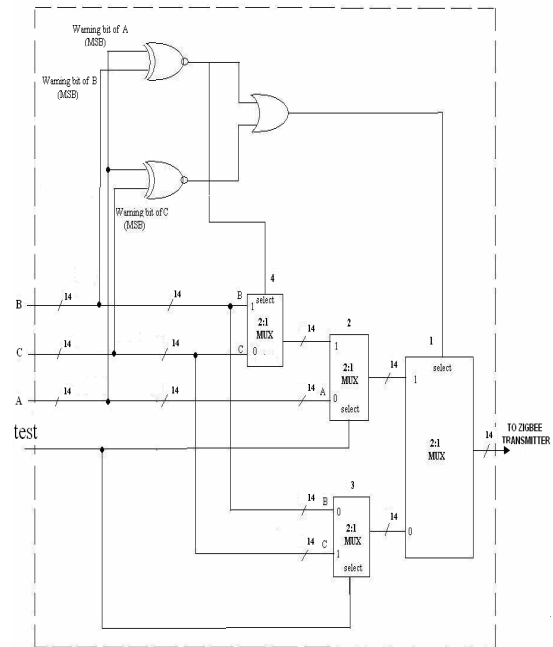 Warning bit of A
(MSB)
Warning bit of B
(MSB)
Warning bit of C
(MSB)
4
B
14
14
B
1
select
2:1
MUX
C
14
14
C
0
14
2
1
2:1
MUX
14
1
select
1
A
14
14
14
A
0
select
2:1
MUX
14
TO ZIGBEE
TRANSMITTER
test
3
14
B
0
2:1
MUX
14
0
14
C
1
select